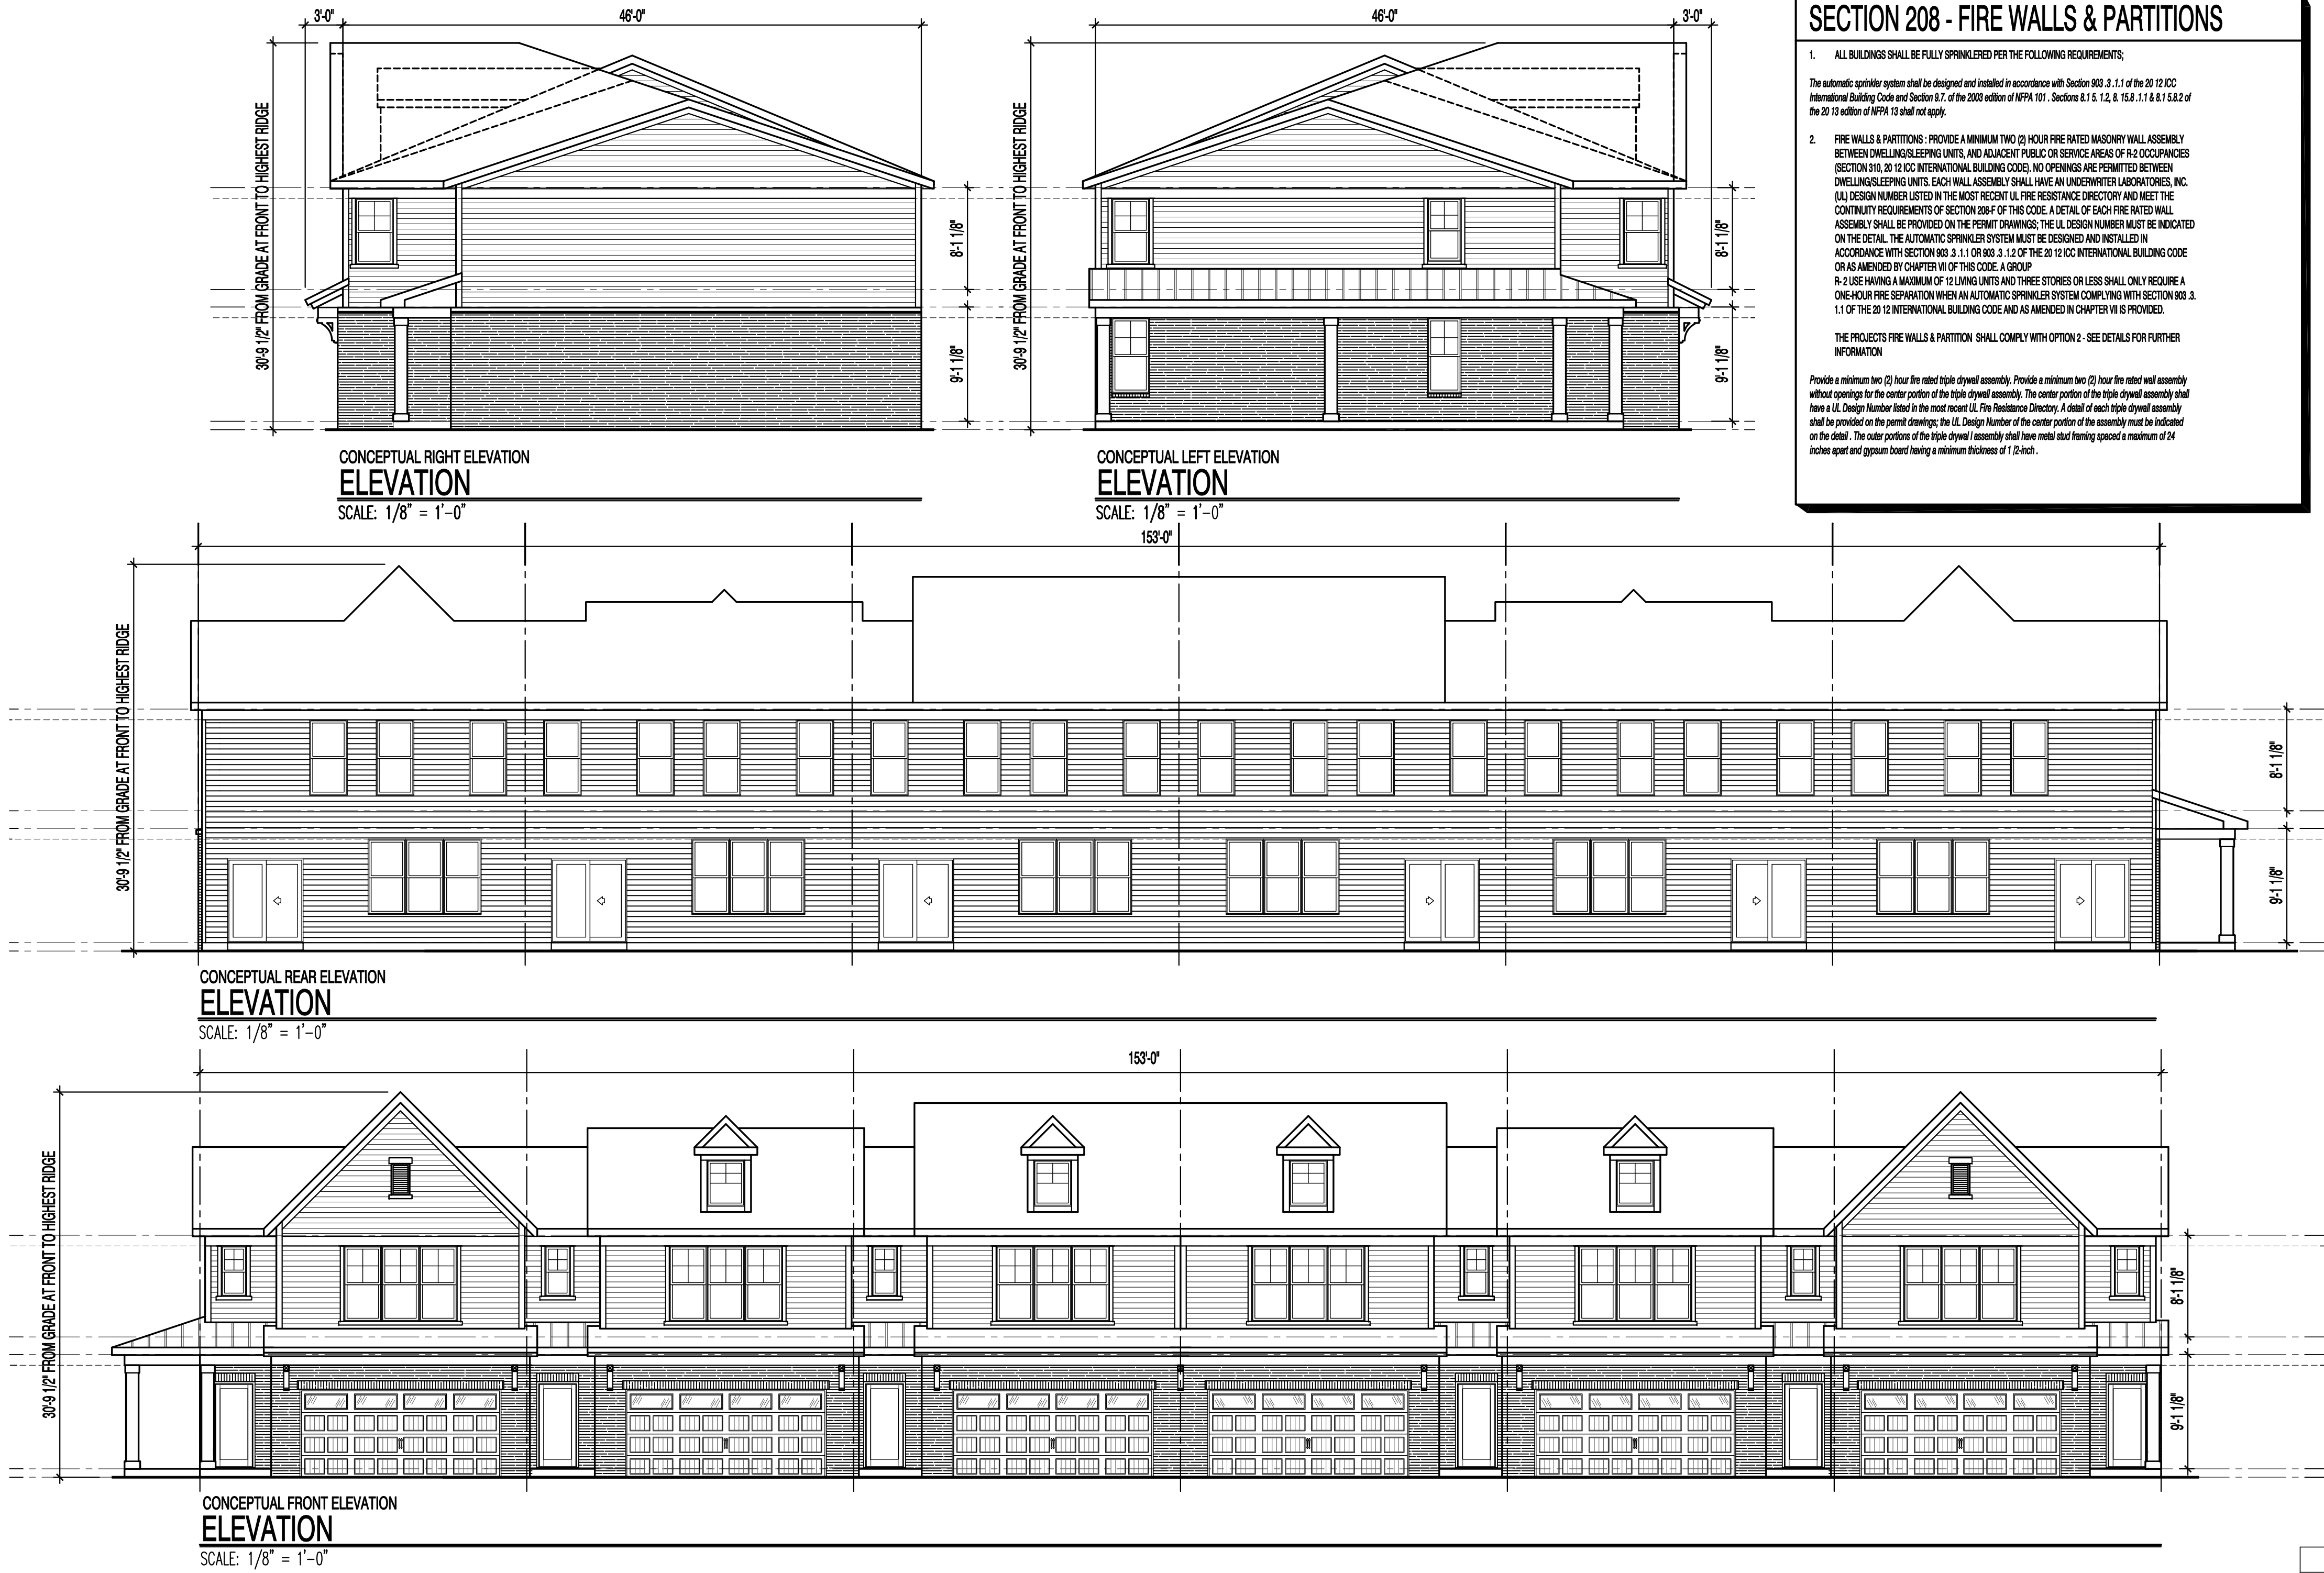 3'-0"
46'-0"
30'-9 1/2" FROM GRADE AT FRONT TO HIGHEST RIDGE
8'-1 1/8"
9'-1 1/8"
CONCEPTUAL RIGHT ELEVATION
ELEVATION
SCALE: 1/8" = 1'-0"
46'-0"
3'-0"
30'-9 1/2" FROM GRADE AT FRONT TO HIGHEST RIDGE
8'-1 1/8"
9'-1 1/8"
CONCEPTUAL LEFT ELEVATION
ELEVATION
SCALE: 1/8" = 1'-0"
SECTION 208 - FIRE WALLS & PARTITIONS
1. ALL BUILDINGS SHALL BE FULLY SPRINKLERED PER THE FOLLOWING REQUIREMENTS;
The automatic sprinkler system shall be designed and installed in accordance with Section 903 .3 .1.1 of the 20 12 ICC
International Building Code and Section 9.7. of the 2003 edition of NFPA 101 . Sections 8.1 5. 1.2, 8. 15.8 .1.1 & 8.1 5.8.2 of
the 20 13 edition of NFPA 13 shall not apply.
2. FIRE WALLS & PARTITIONS : PROVIDE A MINIMUM TWO (2) HOUR FIRE RATED MASONRY WALL ASSEMBLY
BETWEEN DWELLING/SLEEPING UNITS, AND ADJACENT PUBLIC OR SERVICE AREAS OF R-2 OCCUPANCIES
(SECTION 310, 20 12 ICC INTERNATIONAL BUILDING CODE). NO OPENINGS ARE PERMITTED BETWEEN
DWELLING/SLEEPING UNITS. EACH WALL ASSEMBLY SHALL HAVE AN UNDERWRITER LABORATORIES, INC.
(UL) DESIGN NUMBER LISTED IN THE MOST RECENT UL FIRE RESISTANCE DIRECTORY AND MEET THE
CONTINUITY REQUIREMENTS OF SECTION 208-F OF THIS CODE. A DETAIL OF EACH FIRE RATED WALL
ASSEMBLY SHALL BE PROVIDED ON THE PERMIT DRAWINGS; THE UL DESIGN NUMBER MUST BE INDICATED
ON THE DETAIL. THE AUTOMATIC SPRINKLER SYSTEM MUST BE DESIGNED AND INSTALLED IN
ACCORDANCE WITH SECTION 903 .3 .1.1 OR 903 .3 .1.2 OF THE 20 12 ICC INTERNATIONAL BUILDING CODE
OR AS AMENDED BY CHAPTER VII OF THIS CODE. A GROUP
R- 2 USE HAVING A MAXIMUM OF 12 LIVING UNITS AND THREE STORIES OR LESS SHALL ONLY REQUIRE A
ONE-HOUR FIRE SEPARATION WHEN AN AUTOMATIC SPRINKLER SYSTEM COMPLYING WITH SECTION 903 .3.
1.1 OF THE 20 12 INTERNATIONAL BUILDING CODE AND AS AMENDED IN CHAPTER VII IS PROVIDED.
THE PROJECTS FIRE WALLS & PARTITION SHALL COMPLY WITH OPTION 2 - SEE DETAILS FOR FURTHER
INFORMATION
Provide a minimum two (2) hour fire rated triple drywall assembly. Provide a minimum two (2) hour fire rated wall assembly
without openings for the center portion of the triple drywall assembly. The center portion of the triple drywall assembly shall
have a UL Design Number listed in the most recent UL Fire Resistance Directory. A detail of each triple drywall assembly
shall be provided on the permit drawings; the UL Design Number of the center portion of the assembly must be indicated
on the detail . The outer portions of the triple drywal l assembly shall have metal stud framing spaced a maximum of 24
inches apart and gypsum board having a minimum thickness of 1 /2-inch .
153'-0"
30'-9 1/2" FROM GRADE AT FRONT TO HIGHEST RIDGE
8'-1 1/8"
9'-1 1/8"
CONCEPTUAL REAR ELEVATION
ELEVATION
SCALE: 1/8" = 1'-0"
153'-0"
30'-9 1/2" FROM GRADE AT FRONT TO HIGHEST RIDGE
8'-1 1/8"
9'-1 1/8"
CONCEPTUAL FRONT ELEVATION
ELEVATION
SCALE: 1/8" = 1'-0"